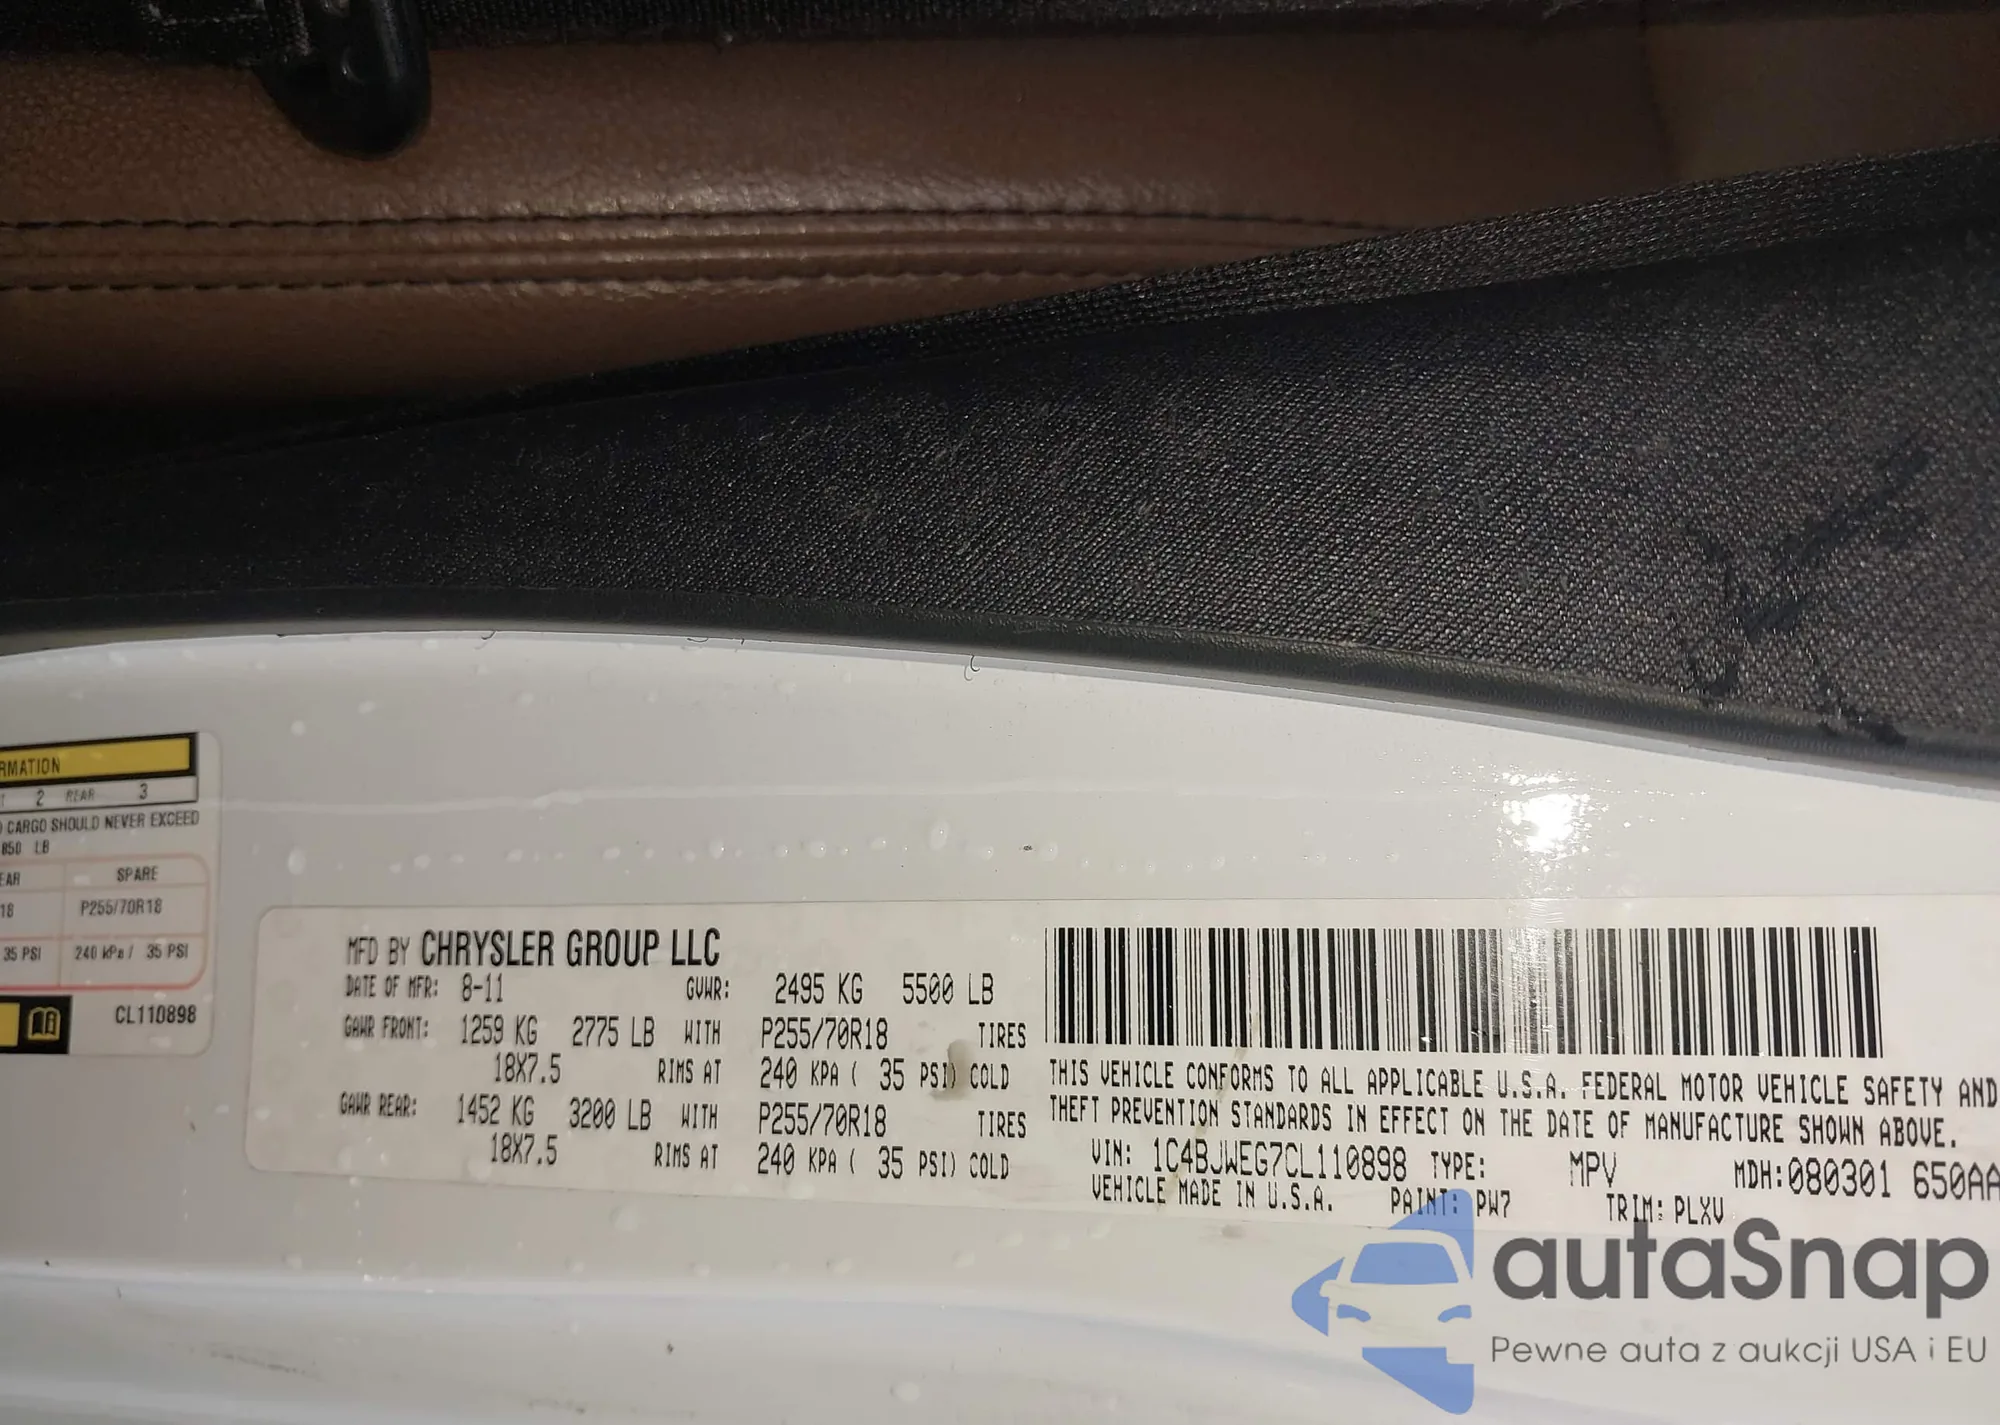 RMATION
2 REAR 3
CARGO SHOULD NEVER EXCEED
850 LB
EAR SPARE
18 P255/70R18
35 PSI 240 kPa / 35 PSI
CL110898
MFD BY CHRYSLER GROUP LLC
DATE OF MFR: 8-11 GVWR: 2495 KG 5500 LB
GAWR FRONT: 1259 KG 2775 LB WITH P255/70R18 TIRES
18X7.5 RIMS AT 240 KPA ( 35 PSI) COLD
GAWR REAR: 1452 KG 3200 LB WITH P255/70R18 TIRES
18X7.5 RIMS AT 240 KPA ( 35 PSI) COLD
THIS VEHICLE CONFORMS TO ALL APPLICABLE U.S.A. FEDERAL MOTOR VEHICLE SAFETY AND
THEFT PREVENTION STANDARDS IN EFFECT ON THE DATE OF MANUFACTURE SHOWN ABOVE.
VIN: 1C4BJWEG7CL110898 TYPE: MPV MDH:080301 650AA
VEHICLE MADE IN U.S.A. PAINT: PW7 TRIM: PLXV
autaSnap
Pewne auta z aukcji USA i EU